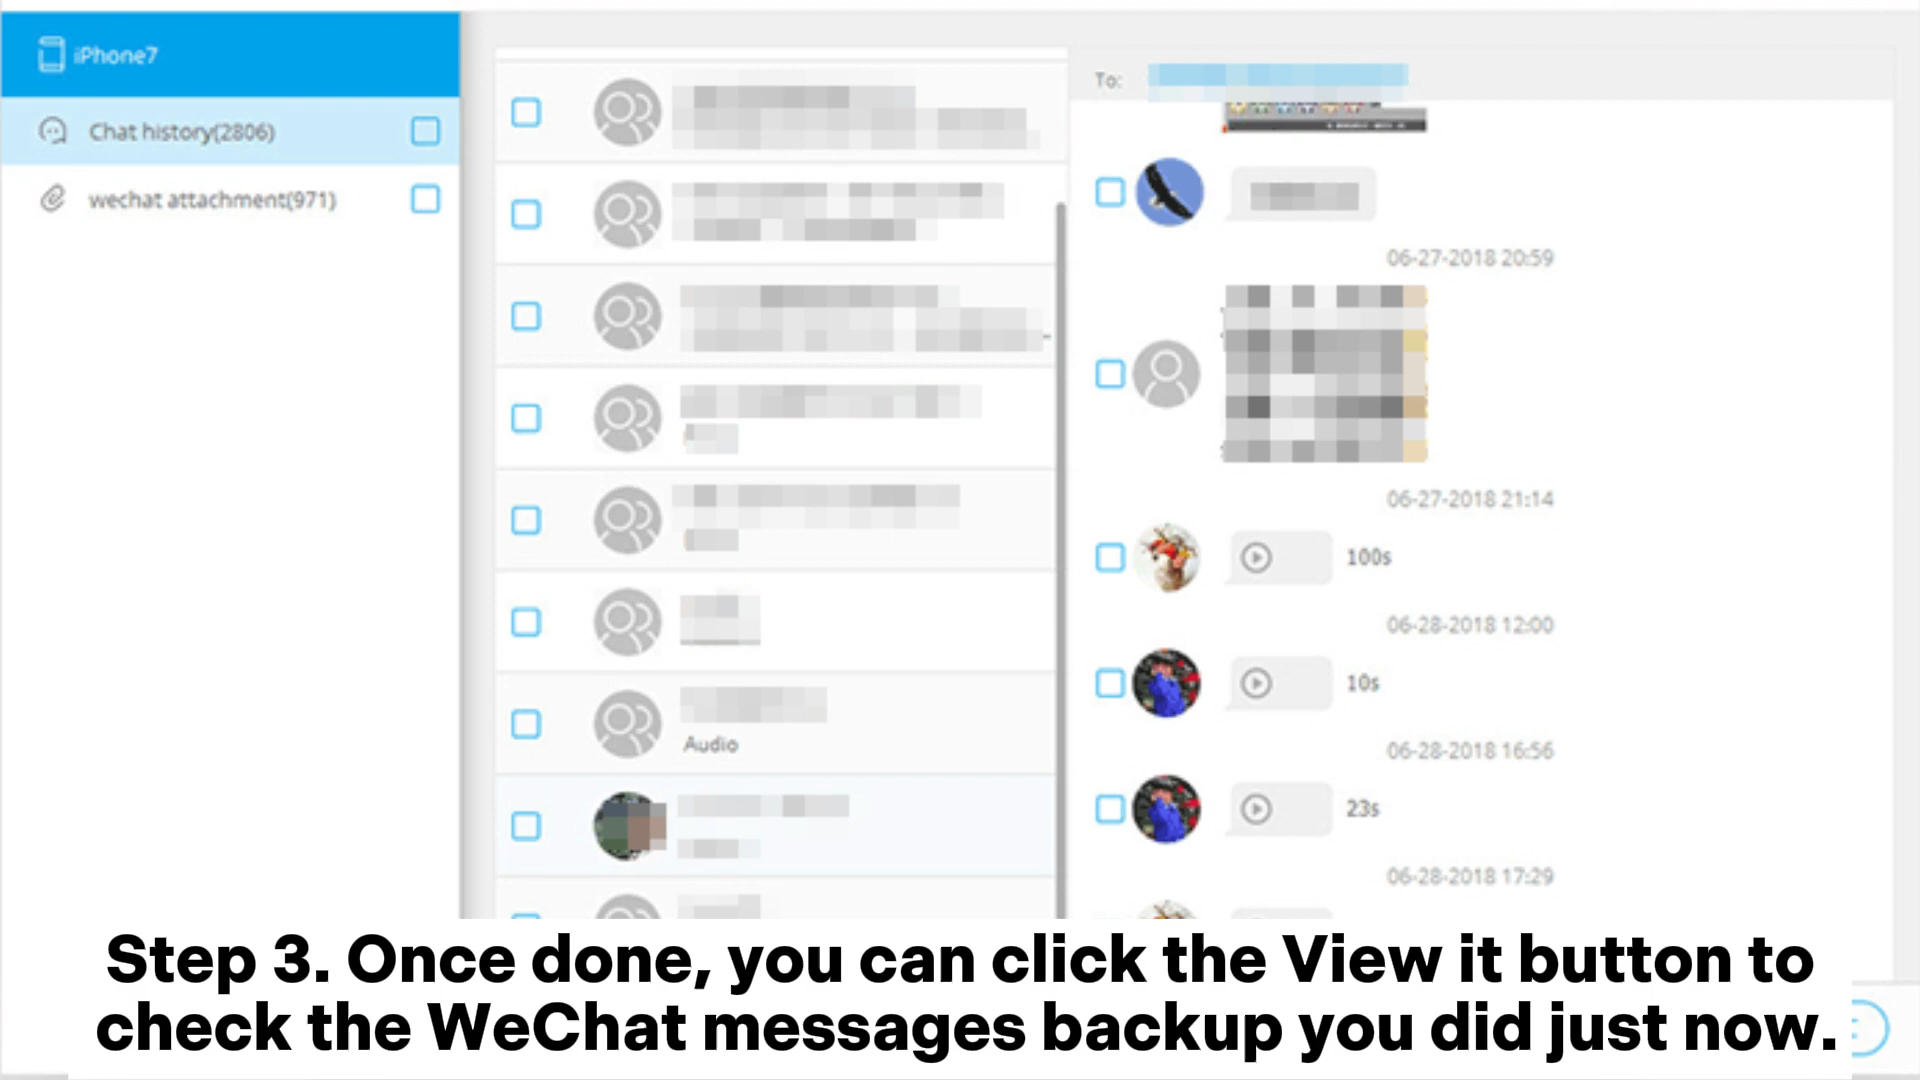 iPhone7
Chat history(2806)
wechat attachment(971)
Audio
To:
06-27-2018 20:59
06-27-2018 21:14
100s
06-28-2018 12:00
10s
06-28-2018 16:56
23s
06-28-2018 17:29
Step 3. Once done, you can click the View it button to
check the WeChat messages backup you did just now.